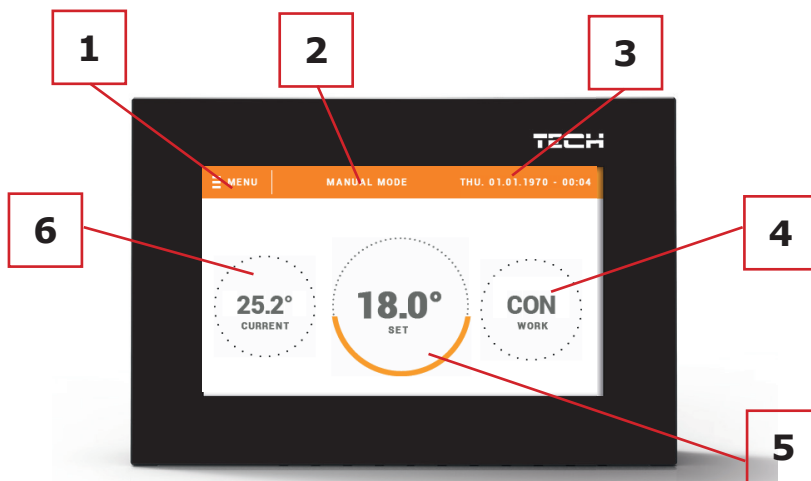 1
2
3
TECH
MENU
MANUAL MODE
THU. 01.01.1970 - 00:04
6
4
25.2°
CURRENT
18.0°
SET
CON
WORK
5